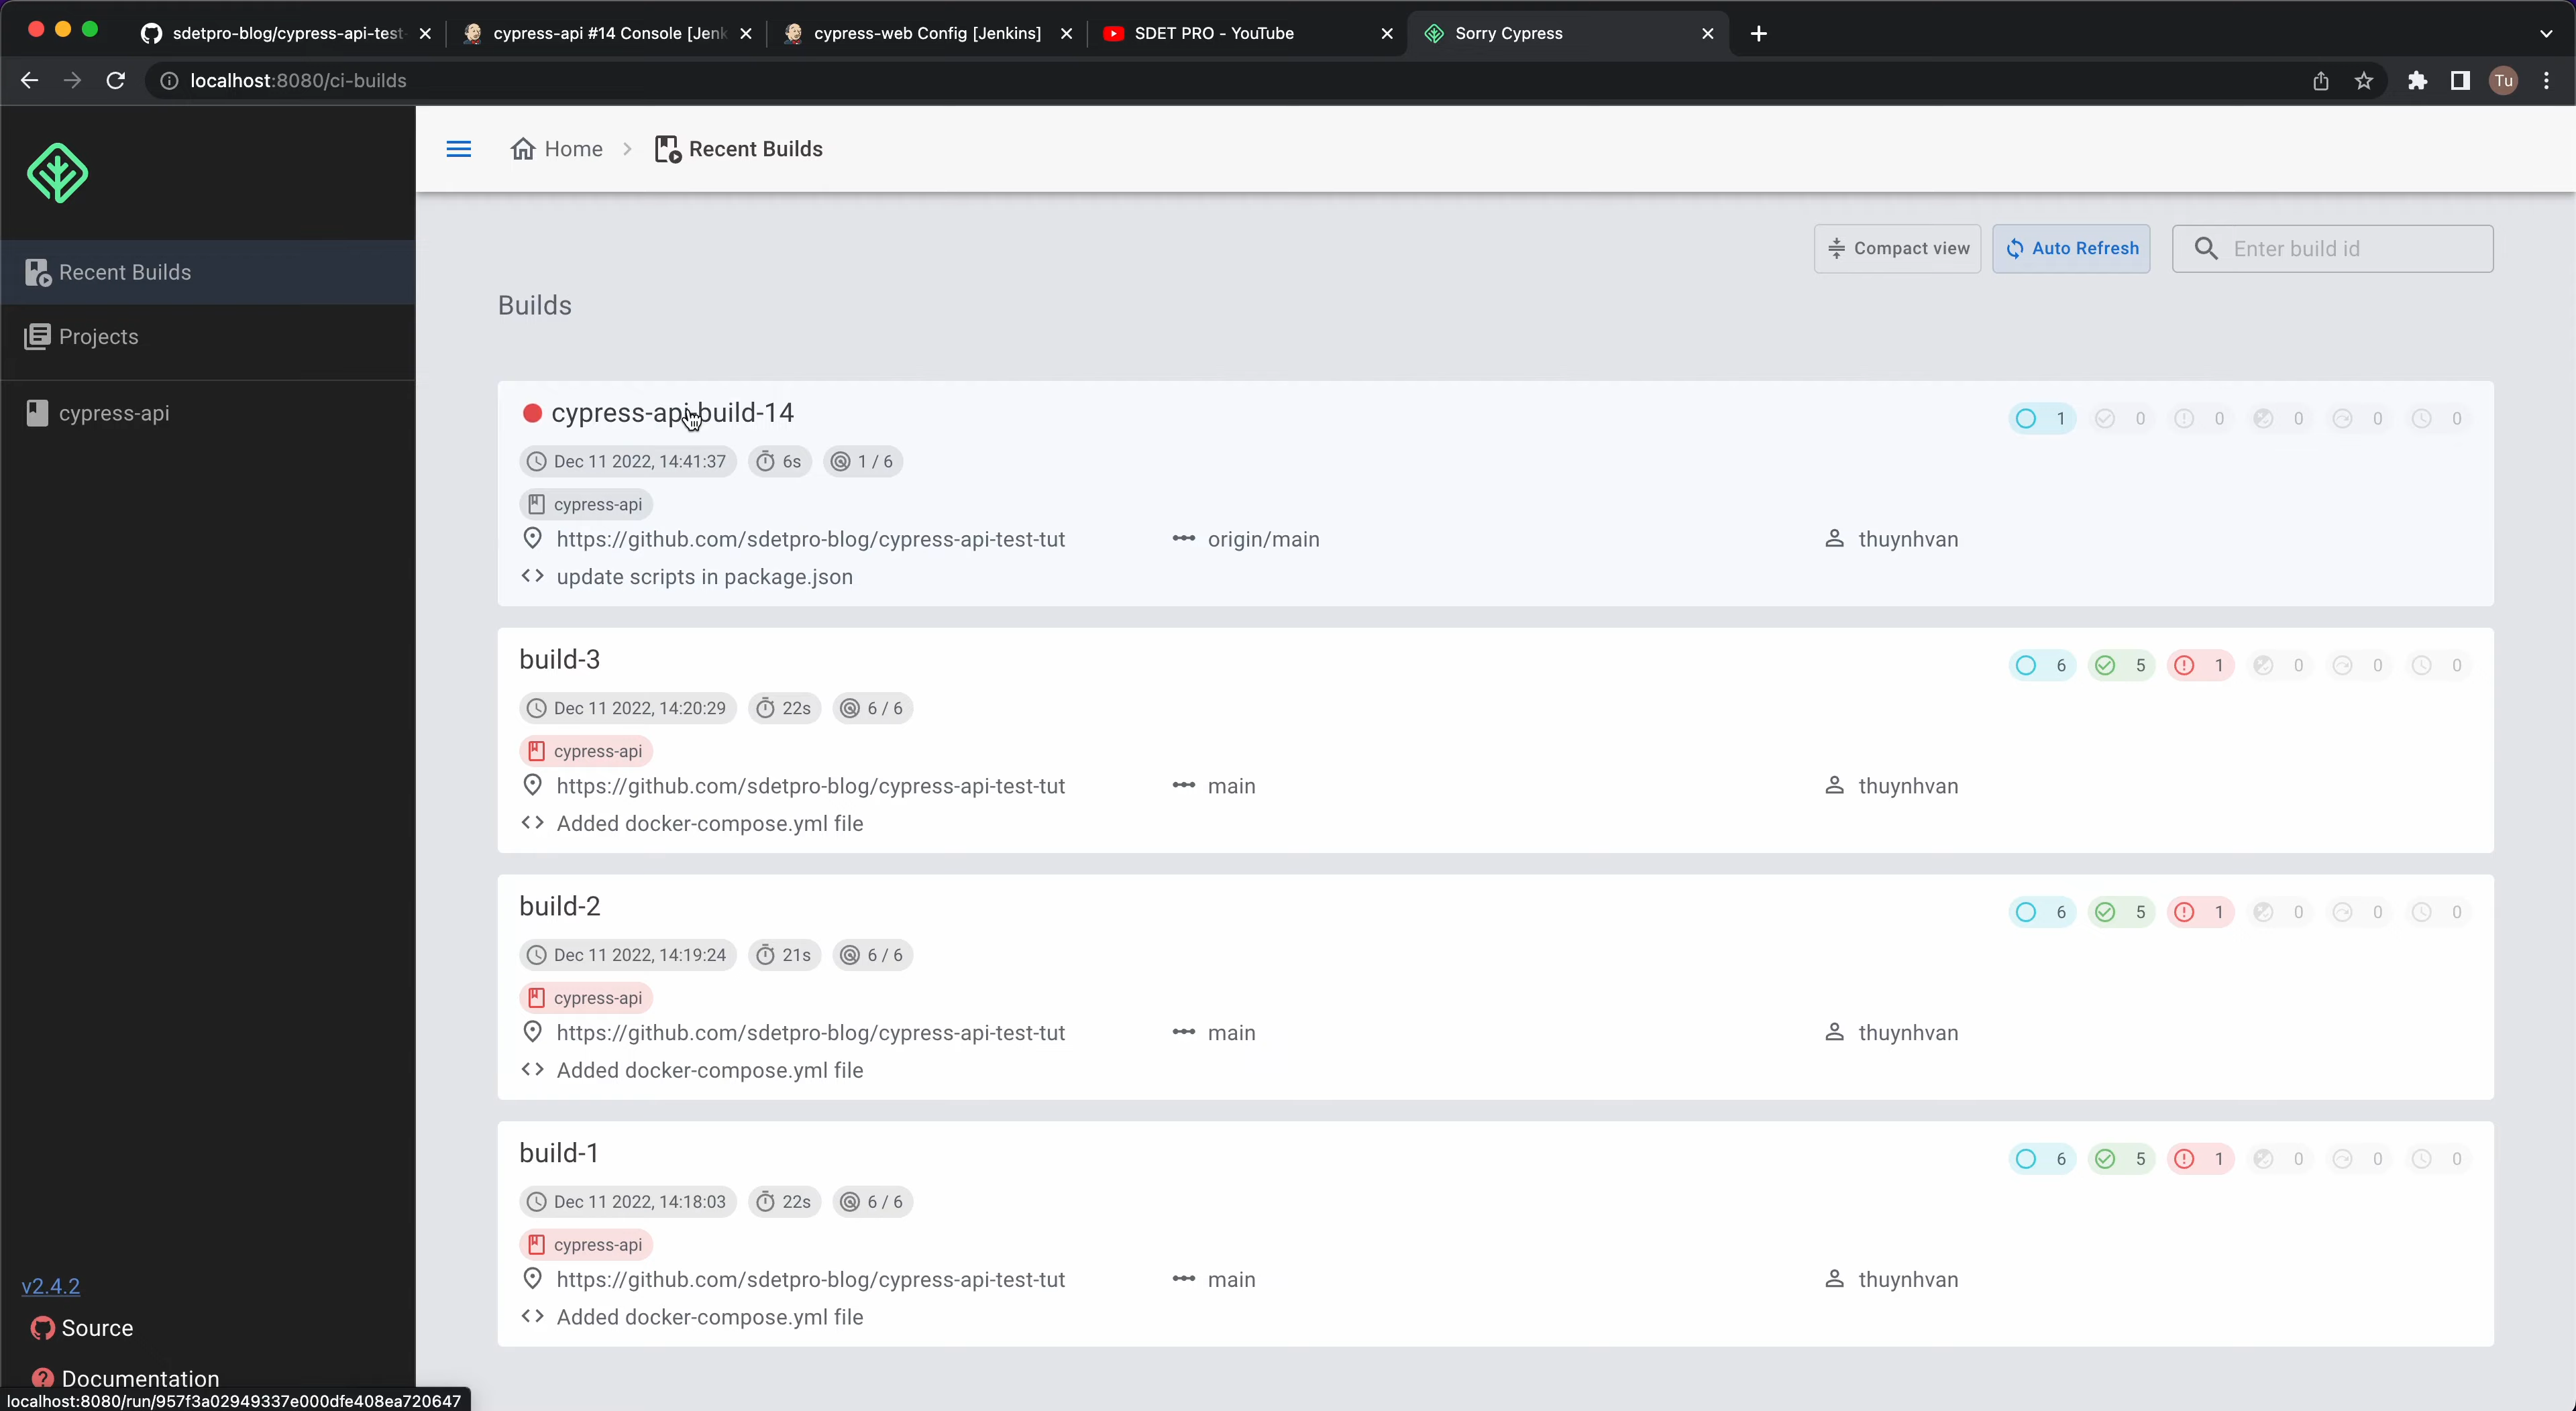 sdetpro-blog/cypress-api-test-
cypress-api #14 Console [Jenk
cypress-web Config [Jenkins]
SDET PRO - YouTube
Sorry Cypress
localhost:8080/ci-builds
Tu
Home
Recent Builds
Recent Builds
Projects
cypress-api
Compact view
Auto Refresh
Enter build id
Builds
cypress-api-build-14
1 0 0 0 0 0
Dec 11 2022, 14:41:37 6s 1 / 6
cypress-api
https://github.com/sdetpro-blog/cypress-api-test-tut origin/main thuynhvan
update scripts in package.json
build-3
6 5 1 0 0 0
Dec 11 2022, 14:20:29 22s 6 / 6
cypress-api
https://github.com/sdetpro-blog/cypress-api-test-tut main thuynhvan
Added docker-compose.yml file
build-2
6 5 1 0 0 0
Dec 11 2022, 14:19:24 21s 6 / 6
cypress-api
https://github.com/sdetpro-blog/cypress-api-test-tut main thuynhvan
Added docker-compose.yml file
build-1
6 5 1 0 0 0
Dec 11 2022, 14:18:03 22s 6 / 6
cypress-api
https://github.com/sdetpro-blog/cypress-api-test-tut main thuynhvan
Added docker-compose.yml file
v2.4.2
Source
Documentation
localhost:8080/run/957f3a02949337e000dfe408ea720647